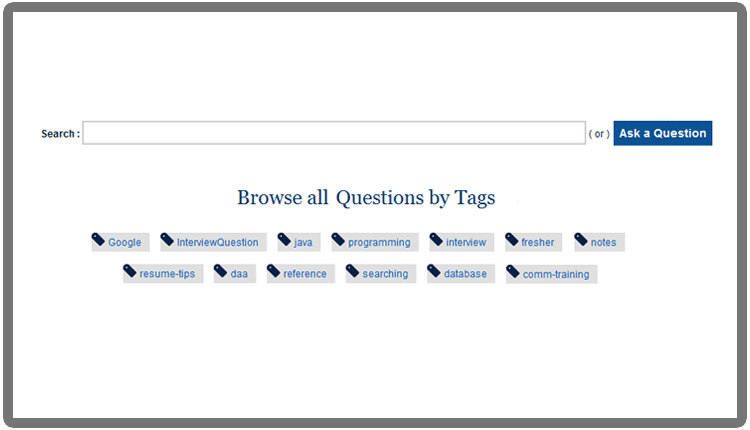 Search : ( or ) Ask a Question
Browse all Questions by Tags
Google InterviewQuestion java programming interview fresher notes
resume-tips daa reference searching database comm-training